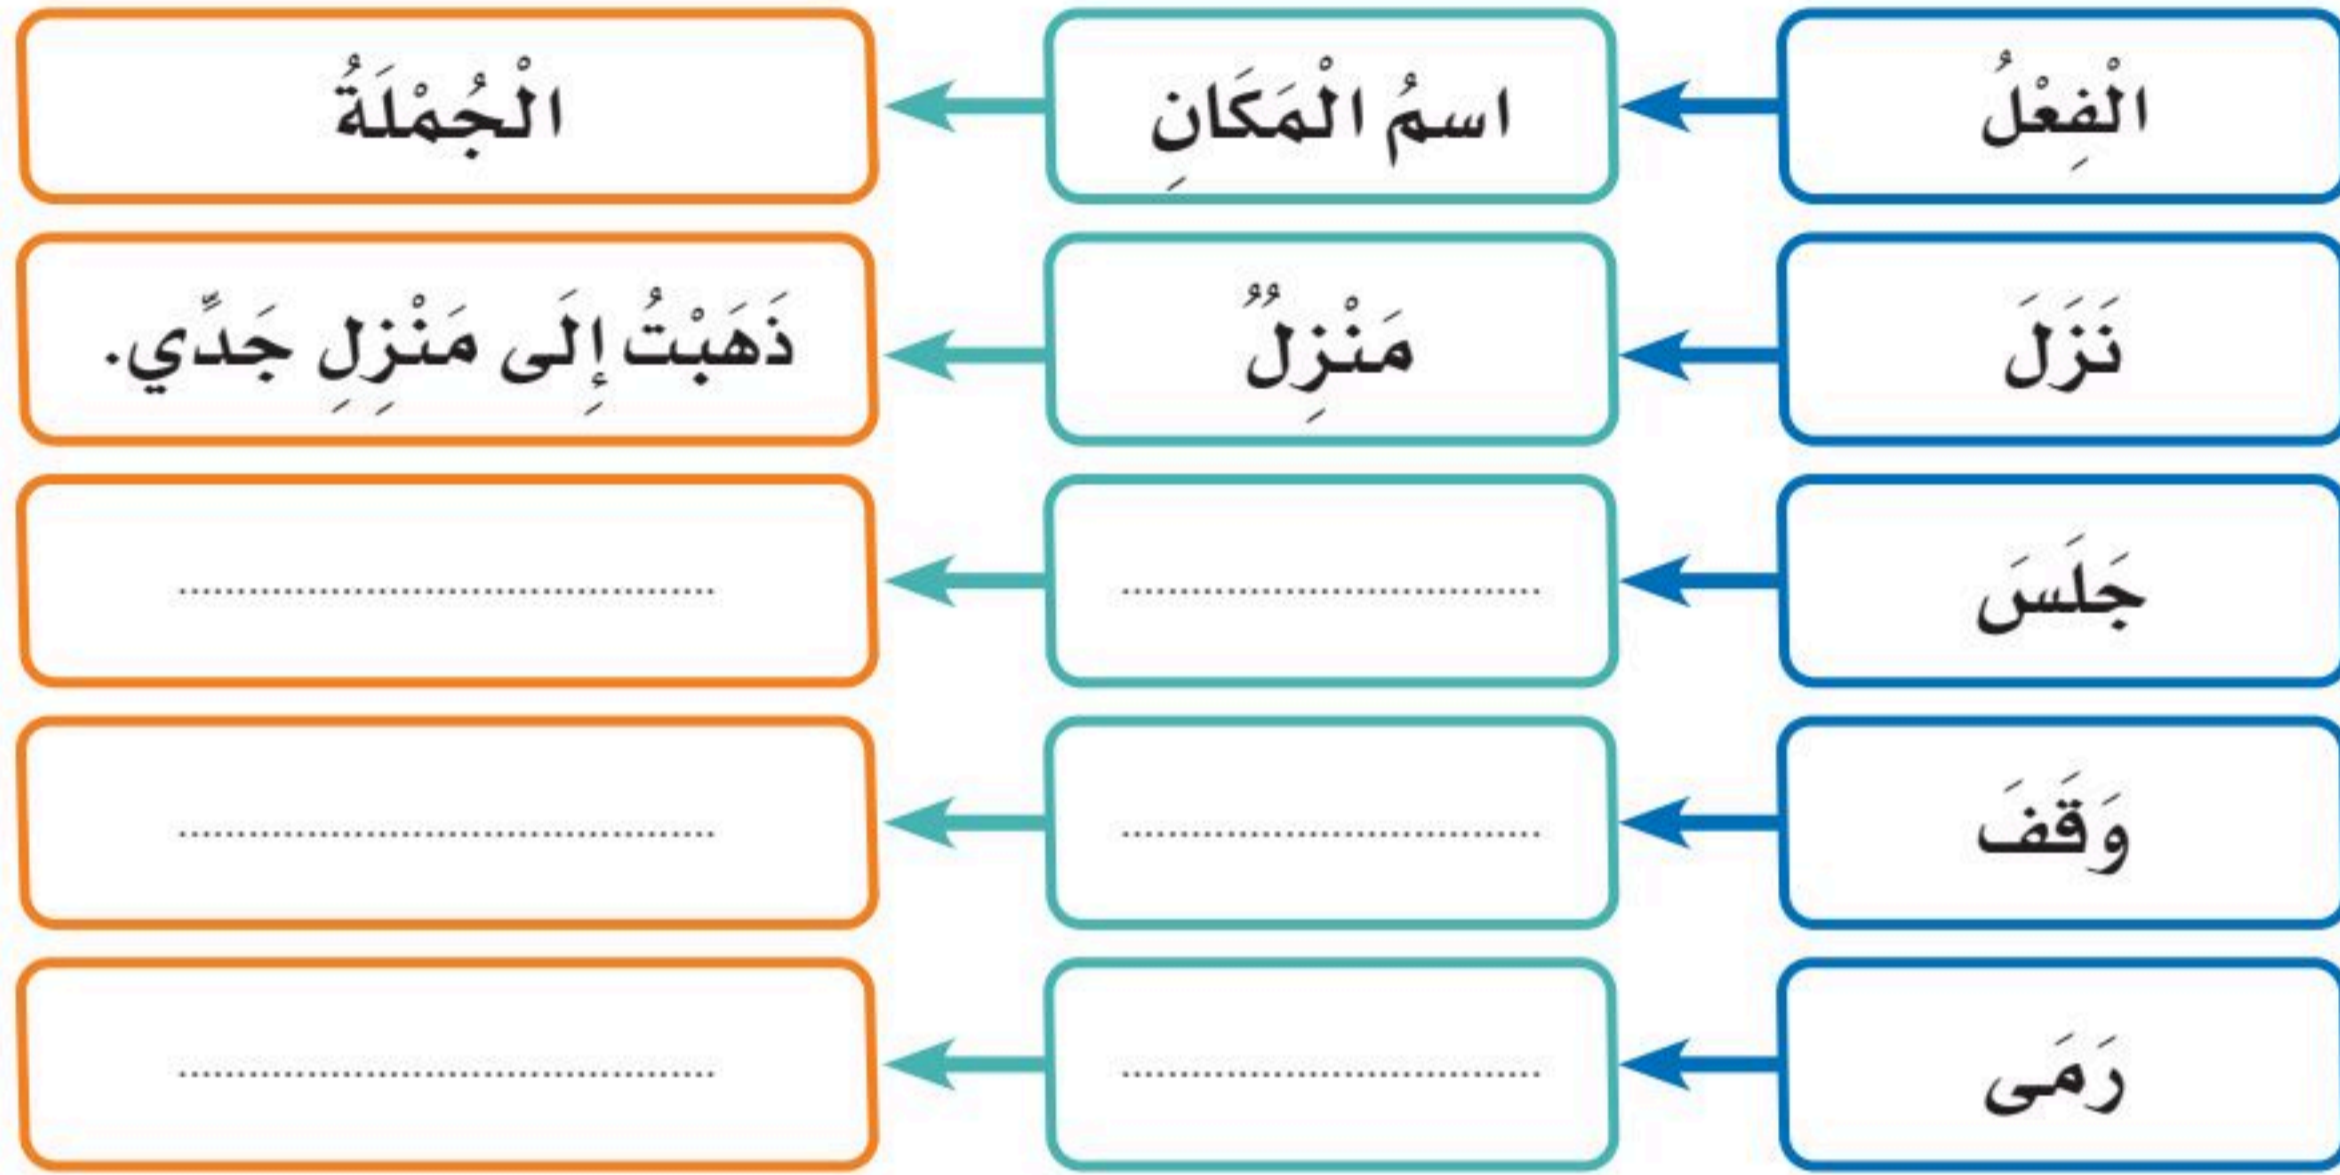 الْفِعْلُ
اسمُ الْمَكَانِ
الْجُمْلَةُ
نَزَلَ
مَنْزِلٌ
ذَهَبْتُ إِلَى مَنْزِلِ جَدِّي.
جَلَسَ
وَقَفَ
رَمَى